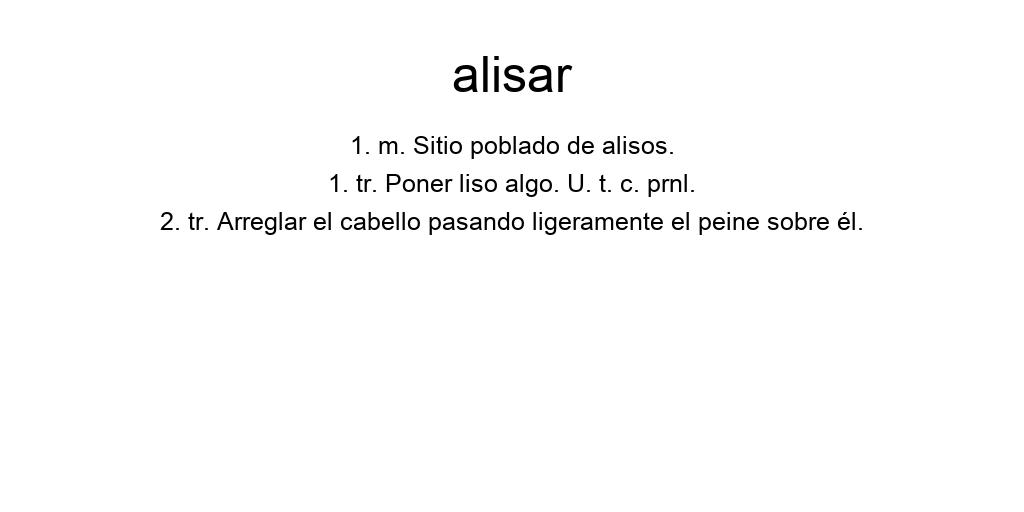 alisar
1. m. Sitio poblado de alisos.
1. tr. Poner liso algo. U. t. c. prnl.
2. tr. Arreglar el cabello pasando ligeramente el peine sobre él.